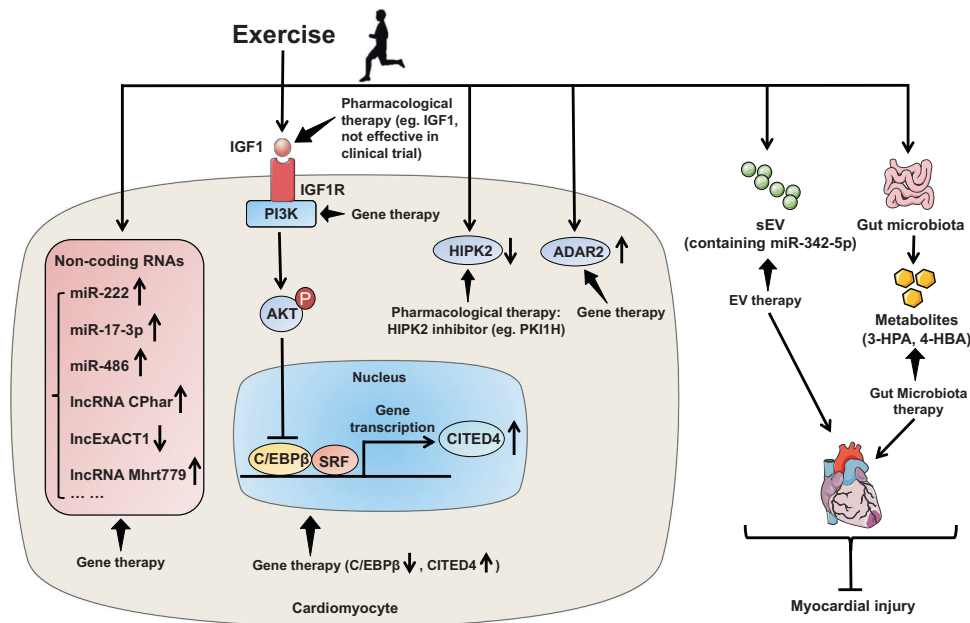 Exercise
Pharmacological
therapy (eg. IGF1,
not effective in
clinical trial)
IGF1
IGF1R
PI3K
Gene therapy
AKT
P
Non-coding RNAs
miR-222
miR-17-3p
miR-486
lncRNA CPhar
lncExACT1
lncRNA Mhrt779
... ...
Gene therapy
HIPK2
Pharmacological therapy:
HIPK2 inhibitor (eg. PKI1H)
ADAR2
Gene therapy
Nucleus
Gene
transcription
C/EBPβ
SRF
CITED4
Gene therapy (C/EBPβ ↓, CITED4 ↑)
Cardiomyocyte
sEV
(containing miR-342-5p)
EV therapy
Gut microbiota
Metabolites
(3-HPA, 4-HBA)
Gut Microbiota
therapy
Myocardial injury